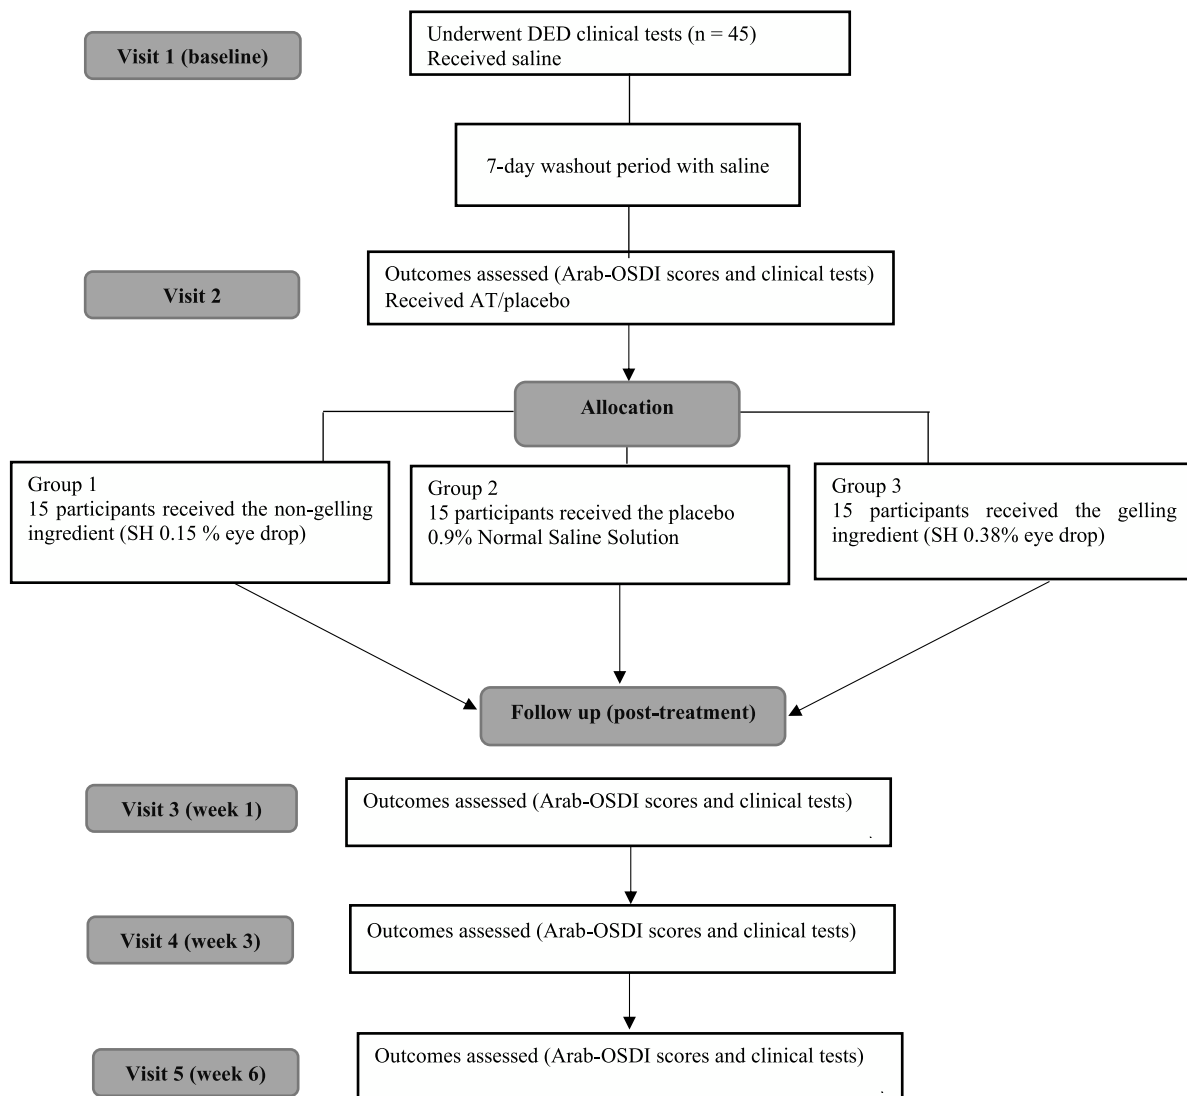 Visit 1 (baseline)
Underwent DED clinical tests (n = 45)
Received saline
7-day washout period with saline
Visit 2
Outcomes assessed (Arab-OSDI scores and clinical tests)
Received AT/placebo
Allocation
Group 1
15 participants received the non-gelling
ingredient (SH 0.15 % eye drop)
Group 2
15 participants received the placebo
0.9% Normal Saline Solution
Group 3
15 participants received the gelling
ingredient (SH 0.38% eye drop)
Follow up (post-treatment)
Visit 3 (week 1)
Outcomes assessed (Arab-OSDI scores and clinical tests)
.
Visit 4 (week 3)
Outcomes assessed (Arab-OSDI scores and clinical tests)
Visit 5 (week 6)
Outcomes assessed (Arab-OSDI scores and clinical tests)
.